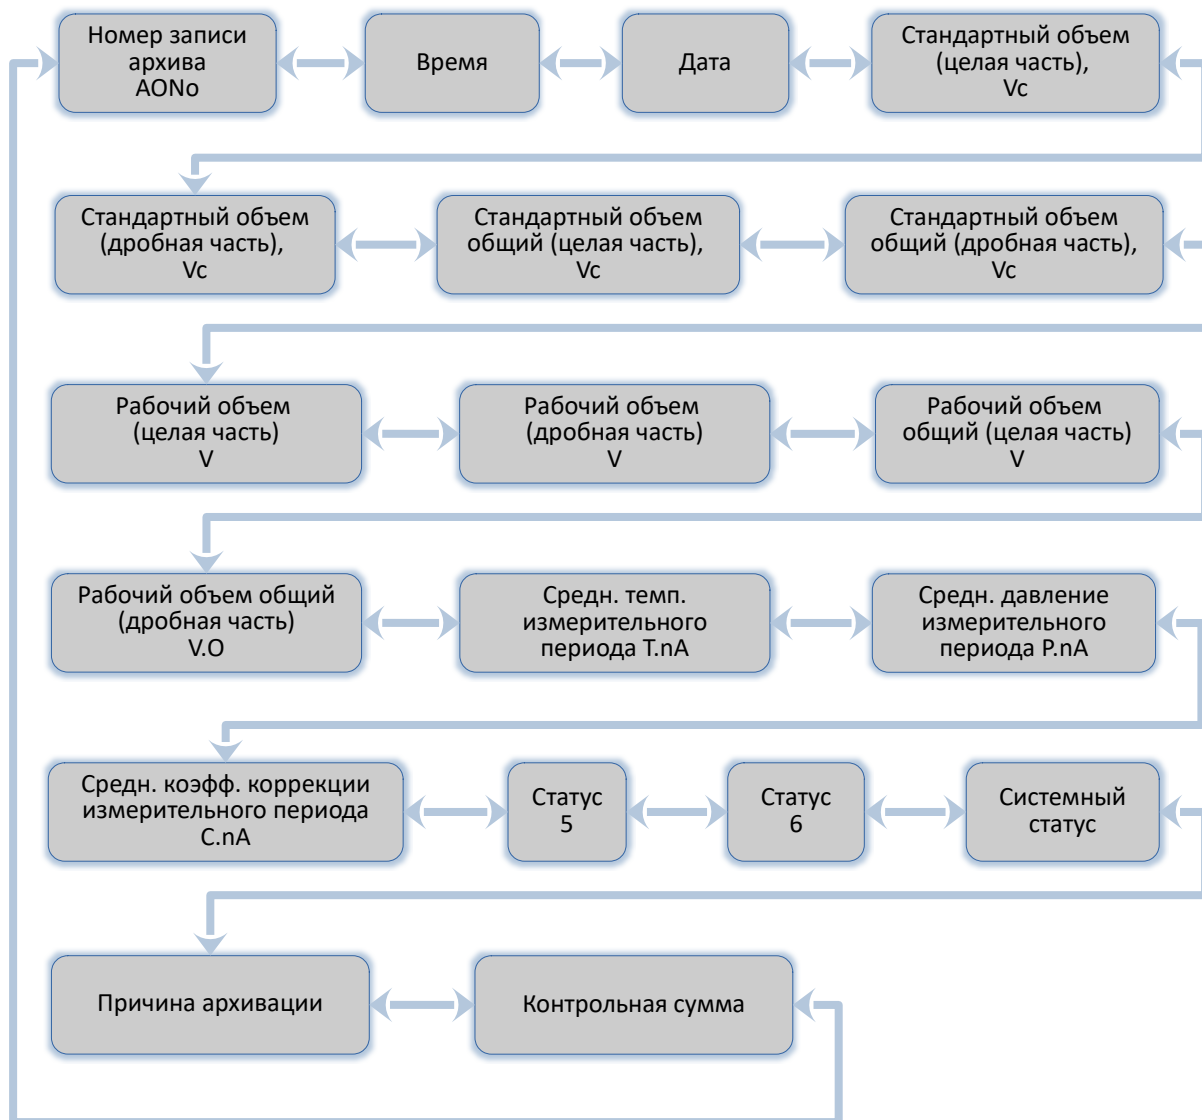 Номер записи
архива
AONo
Время
Дата
Стандартный объем
(целая часть),
Vc
Стандартный объем
(дробная часть),
Vc
Стандартный объем
общий (целая часть),
Vc
Стандартный объем
общий (дробная часть),
Vc
Рабочий объем
(целая часть)
V
Рабочий объем
(дробная часть)
V
Рабочий объем
общий (целая часть)
V
Рабочий объем общий
(дробная часть)
V.O
Средн. темп.
измерительного
периода T.nA
Средн. давление
измерительного
периода P.nA
Средн. коэфф. коррекции
измерительного периода
C.nA
Статус
5
Статус
6
Системный
статус
Причина архивации
Контрольная сумма